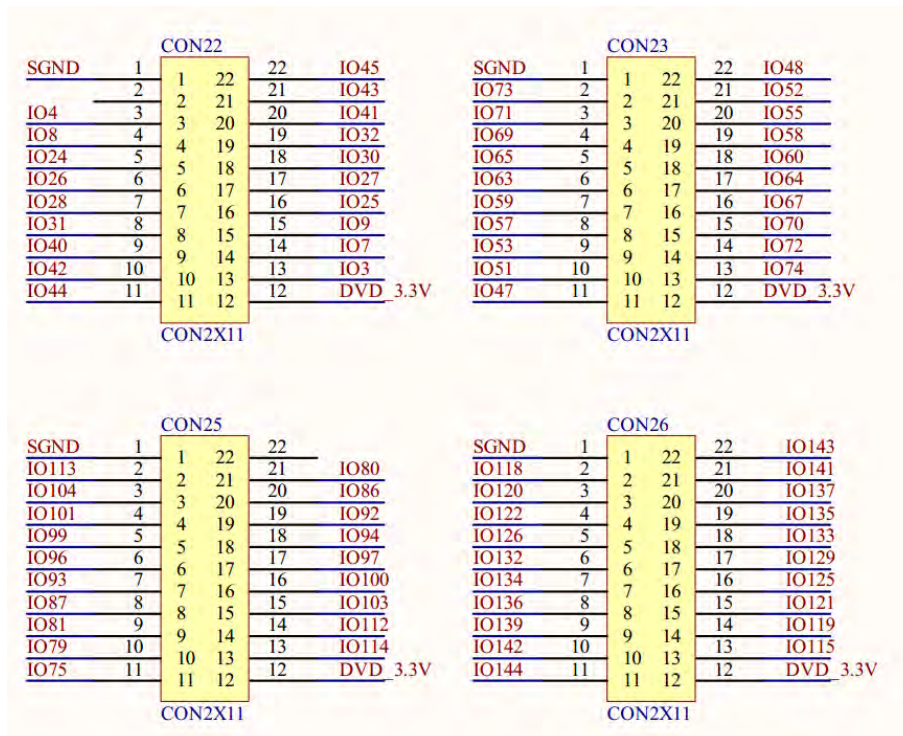 CON22 CON23
SGND 1 1 22 22 IO45 SGND 1 1 22 22 IO48
2 2 21 21 IO43 IO73 2 2 21 21 IO52
IO4 3 3 20 20 IO41 IO71 3 3 20 20 IO55
IO8 4 4 19 19 IO32 IO69 4 4 19 19 IO58
IO24 5 5 18 18 IO30 IO65 5 5 18 18 IO60
IO26 6 6 17 17 IO27 IO63 6 6 17 17 IO64
IO28 7 7 16 16 IO25 IO59 7 7 16 16 IO67
IO31 8 8 15 15 IO9 IO57 8 8 15 15 IO70
IO40 9 9 14 14 IO7 IO53 9 9 14 14 IO72
IO42 10 10 13 13 IO3 IO51 10 10 13 13 IO74
IO44 11 11 12 12 DVD_3.3V IO47 11 11 12 12 DVD_3.3V
CON2X11 CON2X11
CON25 CON26
SGND 1 1 22 22 SGND 1 1 22 22 IO143
IO113 2 2 21 21 IO80 IO118 2 2 21 21 IO141
IO104 3 3 20 20 IO86 IO120 3 3 20 20 IO137
IO101 4 4 19 19 IO92 IO122 4 4 19 19 IO135
IO99 5 5 18 18 IO94 IO126 5 5 18 18 IO133
IO96 6 6 17 17 IO97 IO132 6 6 17 17 IO129
IO93 7 7 16 16 IO100 IO134 7 7 16 16 IO125
IO87 8 8 15 15 IO103 IO136 8 8 15 15 IO121
IO81 9 9 14 14 IO112 IO139 9 9 14 14 IO119
IO79 10 10 13 13 IO114 IO142 10 10 13 13 IO115
IO75 11 11 12 12 DVD_3.3V IO144 11 11 12 12 DVD_3.3V
CON2X11 CON2X11